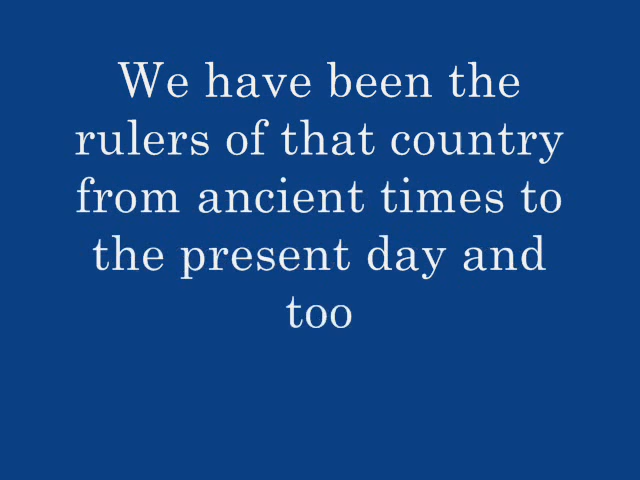 We have been the
rulers of that country
from ancient times to
the present day and
too